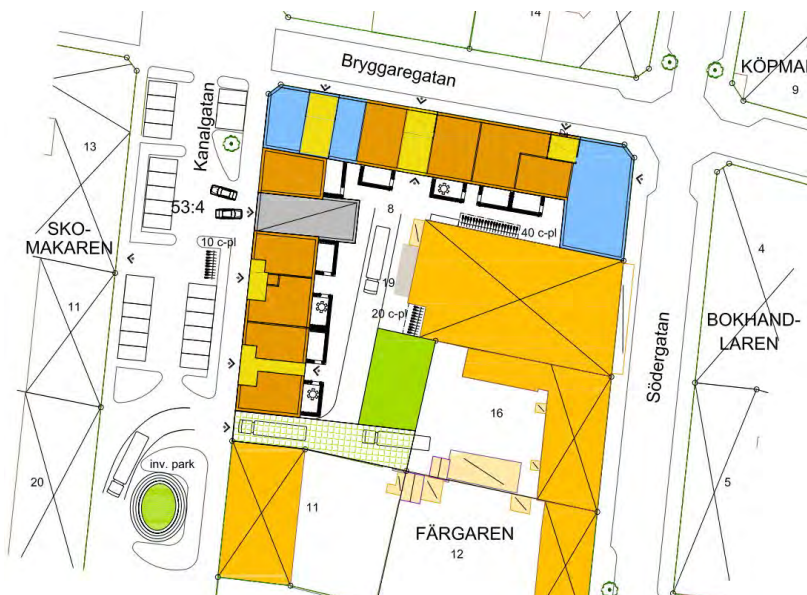 14
Bryggaregatan
KÖPMA
9
Kanalgatan
13
53:4
8
SKO-
MAKAREN
10 c-pl
40 c-pl
4
19
11
20 c-pl
BOKHAND-
LAREN
Södergatan
16
inv. park
20
11
5
FÄRGAREN
12